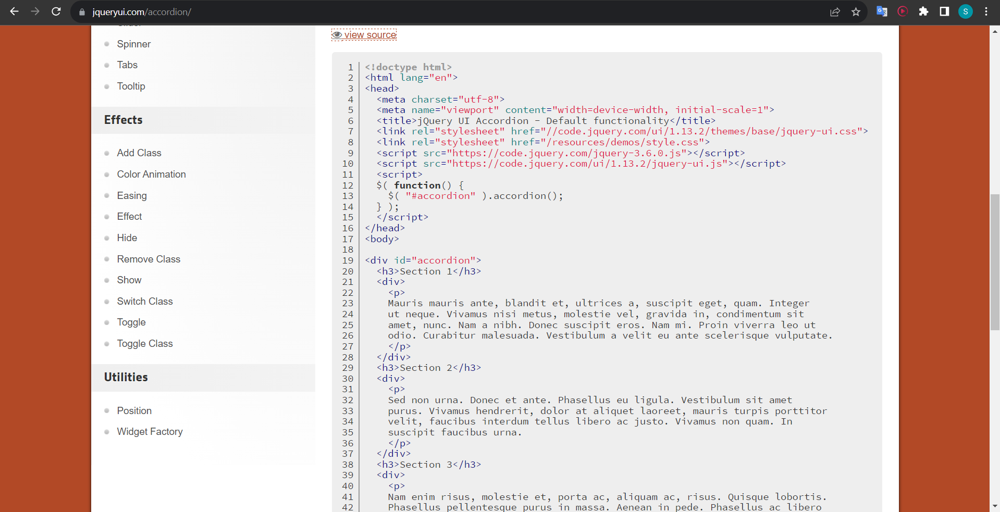 jqueryui.com/accordion/
S
Spinner
Tabs
Tooltip
Effects
Add Class
Color Animation
Easing
Effect
Hide
Remove Class
Show
Switch Class
Toggle
Toggle Class
Utilities
Position
Widget Factory
view source
1 <!doctype html>
2 <html lang="en">
3 <head>
4   <meta charset="utf-8">
5   <meta name="viewport" content="width=device-width, initial-scale=1">
6   <title>jQuery UI Accordion - Default functionality</title>
7   <link rel="stylesheet" href="//code.jquery.com/ui/1.13.2/themes/base/jquery-ui.css">
8   <link rel="stylesheet" href="/resources/demos/style.css">
9   <script src="https://code.jquery.com/jquery-3.6.0.js"></script>
10   <script src="https://code.jquery.com/ui/1.13.2/jquery-ui.js"></script>
11   <script>
12   $( function() {
13     $( "#accordion" ).accordion();
14   } );
15   </script>
16 </head>
17 <body>
18
19 <div id="accordion">
20   <h3>Section 1</h3>
21   <div>
22     <p>
23     Mauris mauris ante, blandit et, ultrices a, suscipit eget, quam. Integer
24     ut neque. Vivamus nisi metus, molestie vel, gravida in, condimentum sit
25     amet, nunc. Nam a nibh. Donec suscipit eros. Nam mi. Proin viverra leo ut
26     odio. Curabitur malesuada. Vestibulum a velit eu ante scelerisque vulputate.
27     </p>
28   </div>
29   <h3>Section 2</h3>
30   <div>
31     <p>
32     Sed non urna. Donec et ante. Phasellus eu ligula. Vestibulum sit amet
33     purus. Vivamus hendrerit, dolor at aliquet laoreet, mauris turpis porttitor
34     velit, faucibus interdum tellus libero ac justo. Vivamus non quam. In
35     suscipit faucibus urna.
36     </p>
37   </div>
38   <h3>Section 3</h3>
39   <div>
40     <p>
41     Nam enim risus, molestie et, porta ac, aliquam ac, risus. Quisque lobortis.
42     Phasellus pellentesque purus in massa. Aenean in pede. Phasellus ac libero